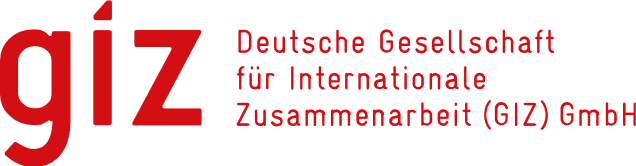 giz
Deutsche Gesellschaft
für Internationale
Zusammenarbeit (GIZ) GmbH